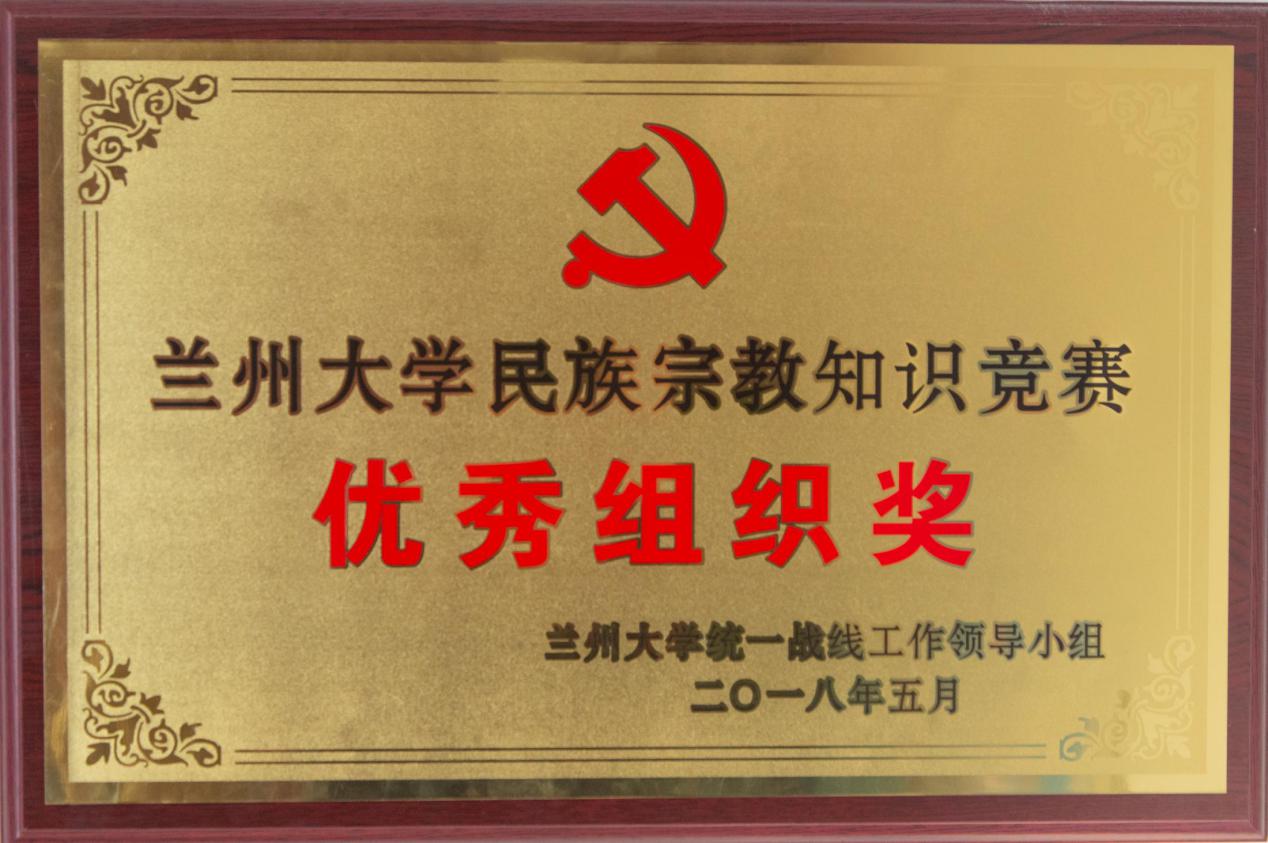 兰州大学民族宗教知识竞赛
优秀组织奖
兰州大学统一战线工作领导小组
二〇一八年五月